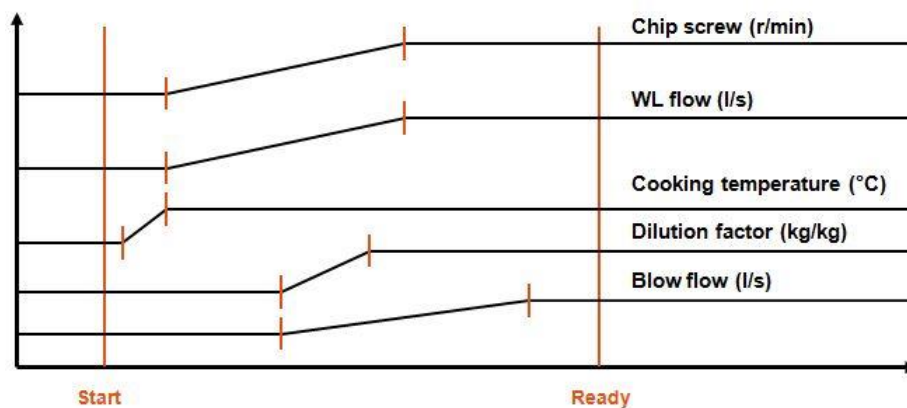 Chip screw (r/min)
WL flow (l/s)
Cooking temperature (°C)
Dilution factor (kg/kg)
Blow flow (l/s)
Start
Ready